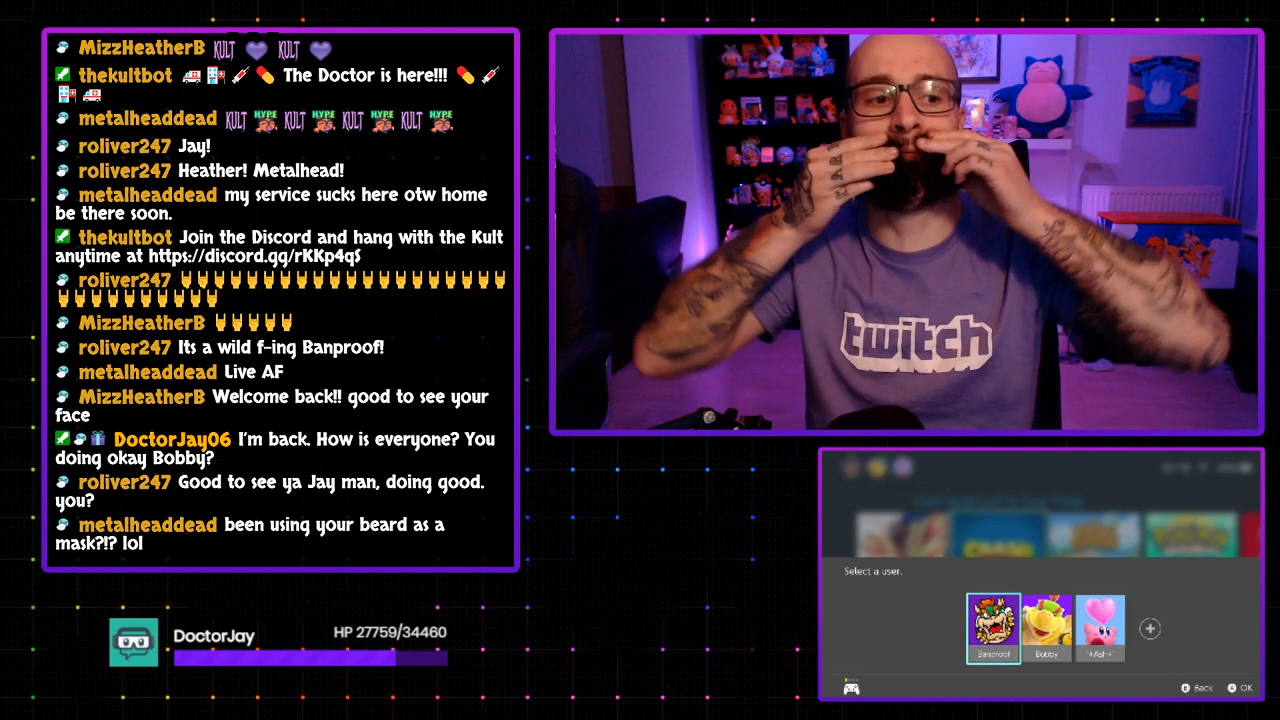 MizzHeatherB KULT 💜 KULT 💜
thekultbot 🚑 🏥 💉 💊 The Doctor is here!!! 💊 💉
🏥 🚑
metalheaddead KULT HYPE KULT HYPE KULT HYPE KULT HYPE
roliver247 Jay!
roliver247 Heather! Metalhead!
metalheaddead my service sucks here otw home
be there soon.
thekultbot Join the Discord and hang with the Kult
anytime at https://discord.gg/rKKp4qS
roliver247 🤘🤘🤘🤘🤘🤘🤘🤘🤘🤘🤘🤘🤘🤘🤘🤘🤘🤘🤘🤘
🤘🤘🤘🤘🤘🤘🤘🤘🤘🤘
MizzHeatherB 🤘🤘🤘🤘🤘
roliver247 Its a wild f-ing Banproof!
metalheaddead Live AF
MizzHeatherB Welcome back!! good to see your
face
DoctorJay06 I'm back. How is everyone? You
doing okay Bobby?
roliver247 Good to see ya Jay man, doing good.
you?
metalheaddead been using your beard as a
mask?!? lol
DoctorJay HP 27759/34460
twitch
Select a user.
Banproof Bobby
Back OK